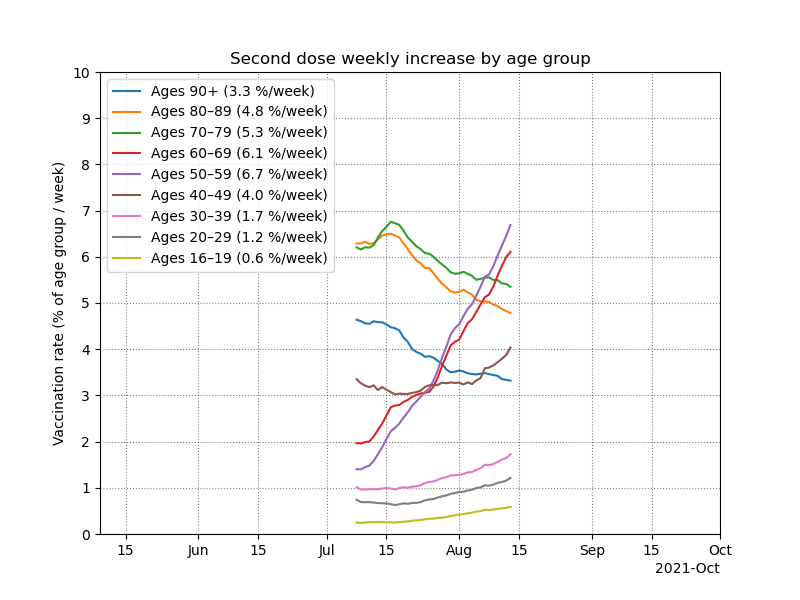 Second dose weekly increase by age group
Vaccination rate (% of age group / week)
10
9
8
7
6
5
4
3
2
1
0
Ages 90+ (3.3 %/week)
Ages 80–89 (4.8 %/week)
Ages 70–79 (5.3 %/week)
Ages 60–69 (6.1 %/week)
Ages 50–59 (6.7 %/week)
Ages 40–49 (4.0 %/week)
Ages 30–39 (1.7 %/week)
Ages 20–29 (1.2 %/week)
Ages 16–19 (0.6 %/week)
15 Jun 15 Jul 15 Aug 15 Sep 15 Oct
2021-Oct